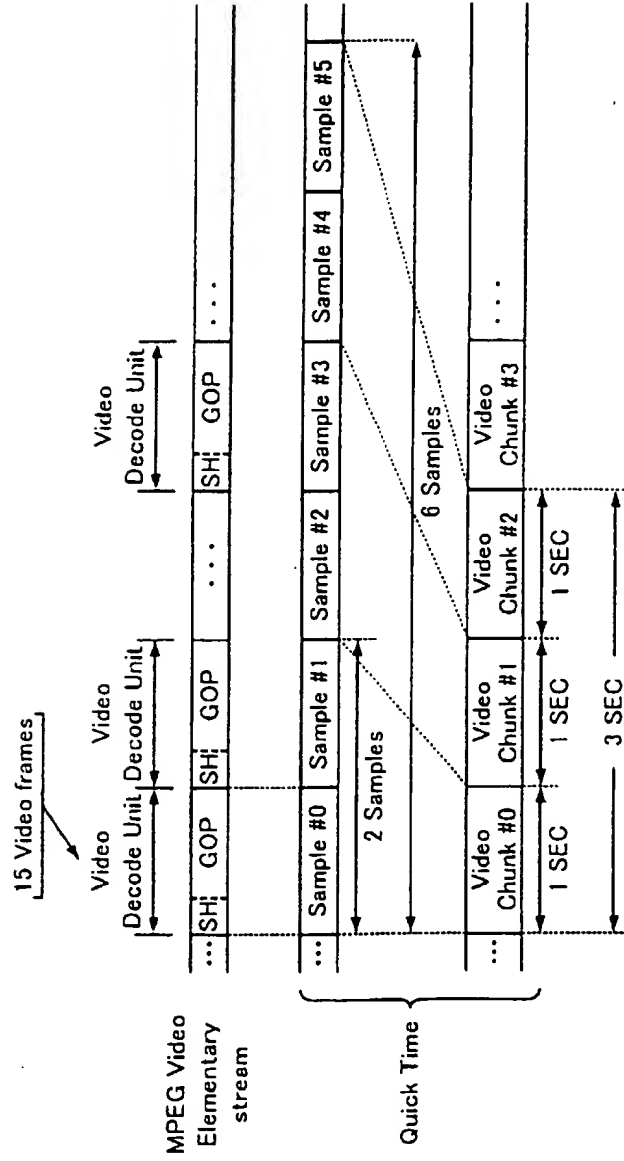 15 Video frames
Video
Decode Unit
Video
Decode Unit
Video
Decode Unit
MPEG Video
Elementary
stream
... SH GOP SH GOP ... SH GOP ....
Quick Time
... Sample #0 Sample #1 Sample #2 Sample #3 Sample #4 Sample #5
2 Samples
6 Samples
... Video
Chunk #0
Video
Chunk #1
Video
Chunk #2
Video
Chunk #3
...
1 SEC
1 SEC
1 SEC
3 SEC